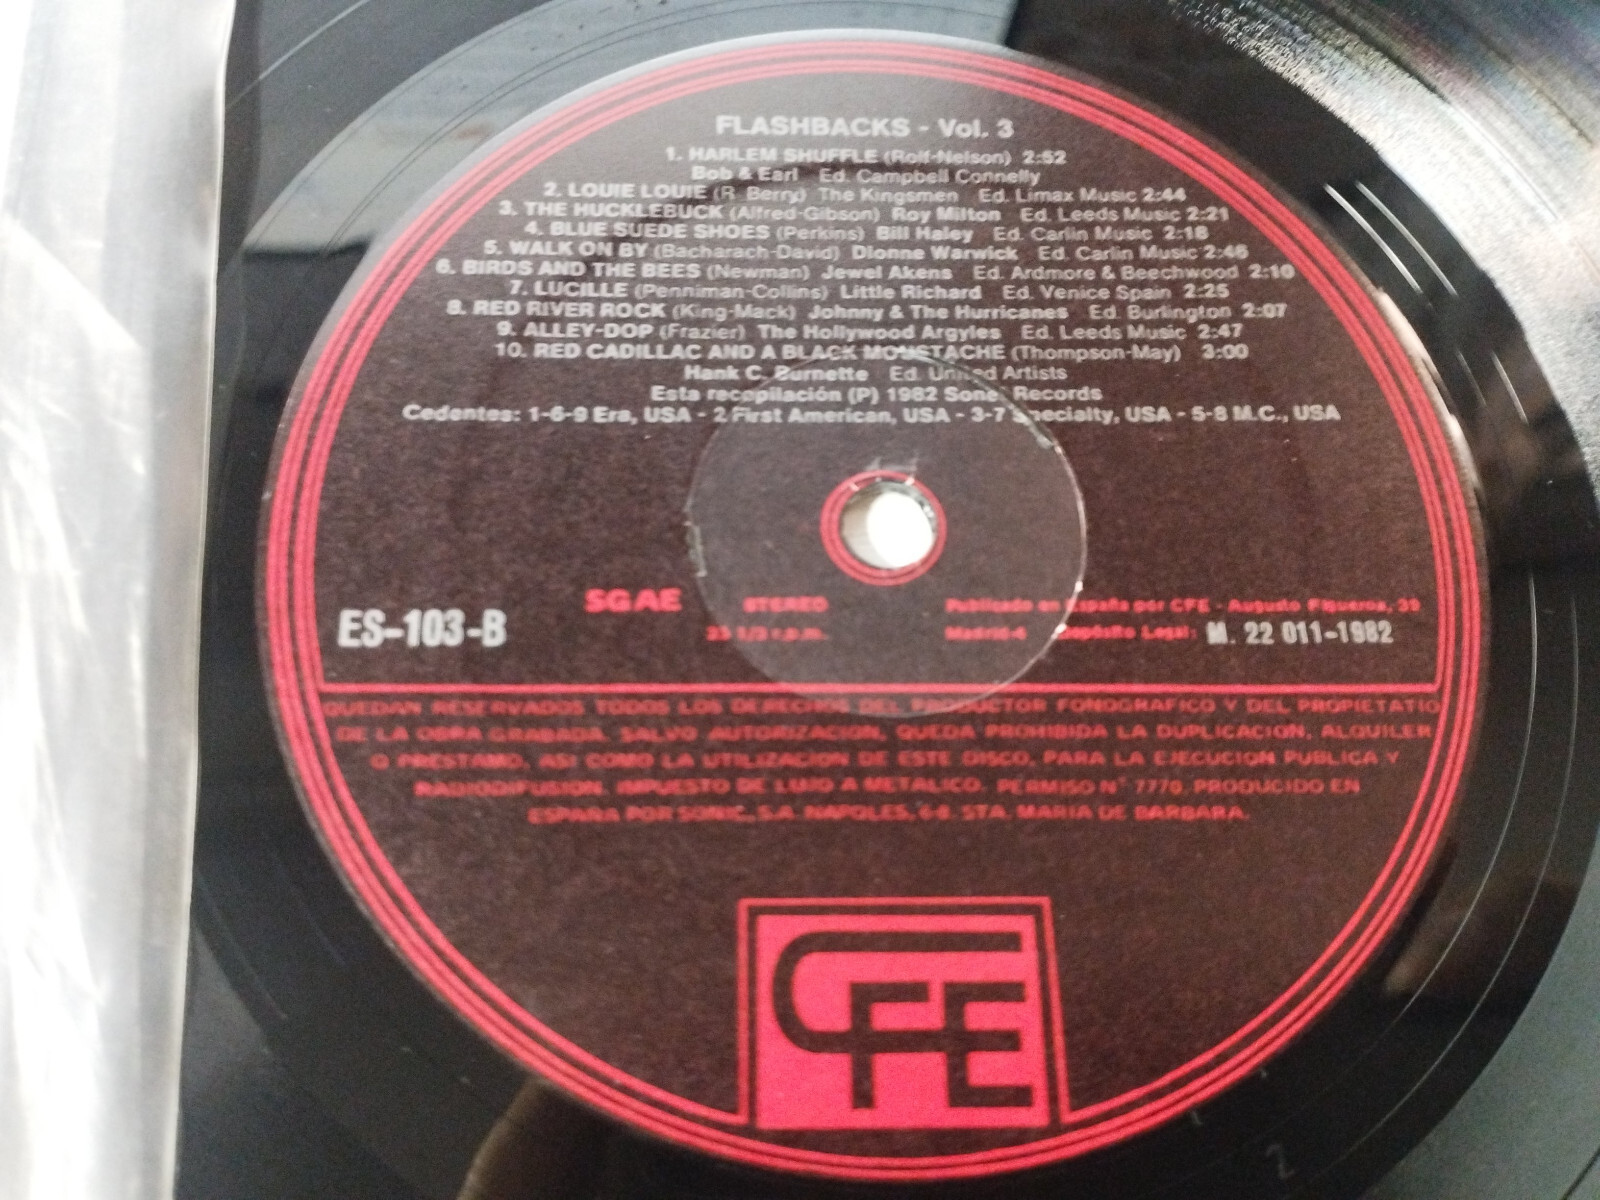 FLASHBACKS - Vol. 3
1. HARLEM SHUFFLE (Rolf-Nelson) 2:52
Bob & Earl Ed. Campbell Connelly
2. LOUIE LOUIE (R. Berry) The Kingsmen Ed. Limax Music 2:44
3. THE HUCKLEBUCK (Alfred-Gibson) Roy Milton Ed. Leeds Music 2:21
4. BLUE SUEDE SHOES (Perkins) Bill Haley Ed. Carlin Music 2:18
5. WALK ON BY (Bacharach-David) Dionne Warwick Ed. Carlin Music 2:46
6. BIRDS AND THE BEES (Newman) Jewel Akens Ed. Ardmore & Beechwood 2:10
7. LUCILLE (Penniman-Collins) Little Richard Ed. Venice Spain 2:25
8. RED RIVER ROCK (King-Mack) Johnny & The Hurricanes Ed. Burlington 2:07
9. ALLEY-DOP (Frazier) The Hollywood Argyles Ed. Leeds Music 2:47
10. RED CADILLAC AND A BLACK MOUSTACHE (Thompson-May) 3:00
Hank C. Burnette Ed. United Artists
Esta recopilación (P) 1982 Sonet Records
Cedentes: 1-6-9 Era, USA - 2 First American, USA - 3-7 Specialty, USA - 5-8 M.C., USA
ES-103-B SGAE STEREO Publicado en España por CFE - Augusto Figueroa, 39
33 1/3 r.p.m. Madrid-4 Depósito Legal: M. 22 011-1982
QUEDAN RESERVADOS TODOS LOS DERECHOS DEL PRODUCTOR FONOGRAFICO Y DEL PROPIETATIO
DE LA OBRA GRABADA. SALVO AUTORIZACION, QUEDA PROHIBIDA LA DUPLICACION, ALQUILER
O PRESTAMO, ASI COMO LA UTILIZACION DE ESTE DISCO, PARA LA EJECUCION PUBLICA Y
RADIODIFUSION. IMPUESTO DE LUJO A METALICO. PERMISO N° 7770. PRODUCIDO EN
ESPAÑA POR SONIC, S.A. NAPOLES, 6-8. STA. MARIA DE BARBARA.
CFE
2